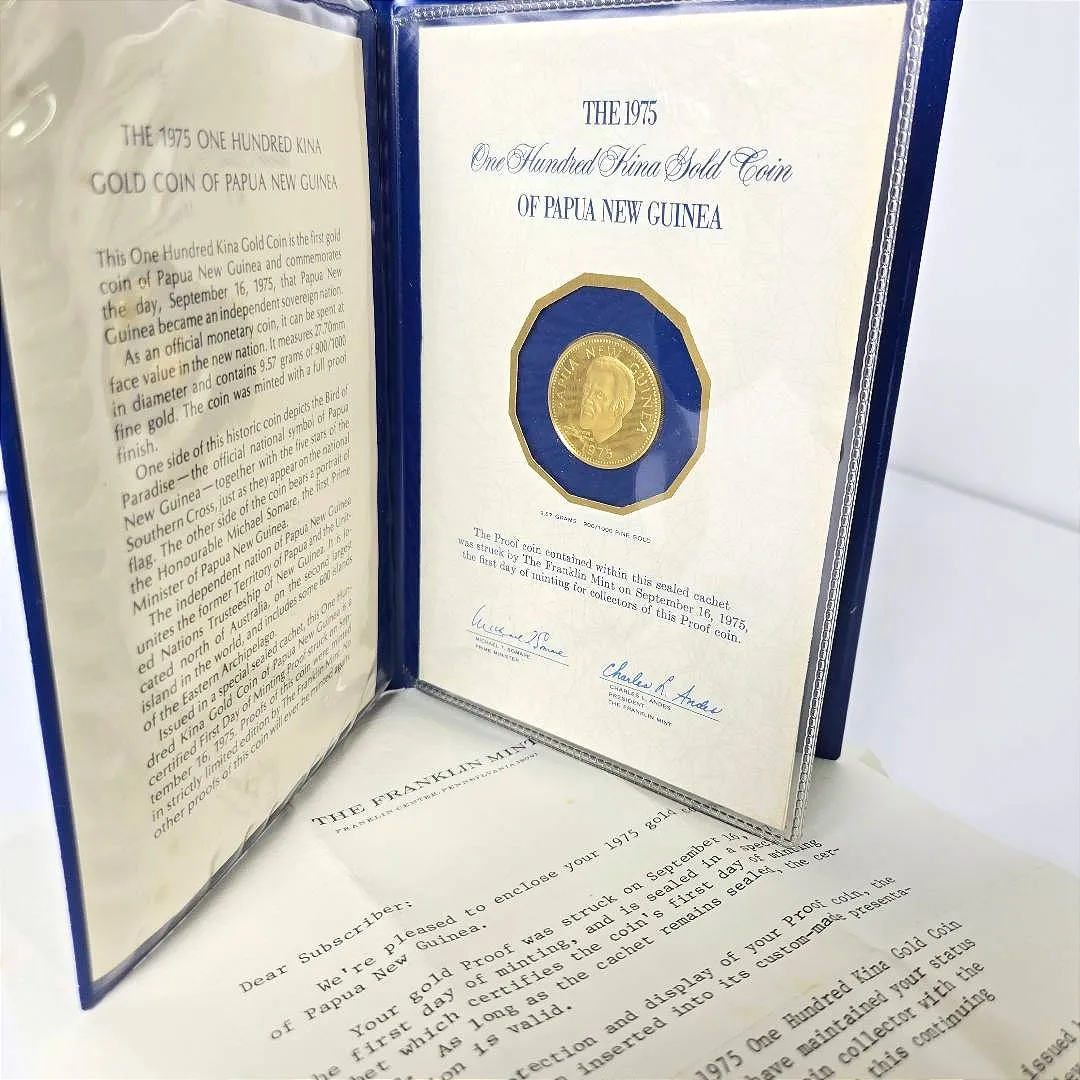 THE 1975 ONE HUNDRED KINA
GOLD COIN OF PAPUA NEW GUINEA
This One Hundred Kina Gold Coin is the first gold
coin of Papua New Guinea and commemorates
the day, September 16, 1975, that Papua New
Guinea became an independent sovereign nation.
As an official monetary coin, it can be spent at
face value in the new nation. It measures 27.70mm
in diameter and contains 9.57 grams of 900/1000
fine gold. The coin was minted with a full proof
finish.
One side of this historic coin depicts the Bird of
Paradise—the official national symbol of Papua
New Guinea—together with the five stars of the
Southern Cross, just as they appear on the national
flag. The other side of the coin bears a portrait of
the Honourable Michael Somare, the first Prime
Minister of Papua New Guinea.
The independent nation of Papua New Guinea
unites the former Territory of Papua and the Unit-
ed Nations Trusteeship of New Guinea. It is lo-
cated north of Australia, on the second largest
island in the world, and includes some 600 islands
of the Eastern Archipelago.
Issued in a special sealed cachet, this One Hun-
dred Kina Gold Coin of Papua New Guinea is a
certified First Day of Minting Proof struck on Sep-
tember 16, 1975. Proofs of this coin were minted
in strictly limited edition by The Franklin Mint. No
other proofs of this coin will ever be minted again.
THE 1975
One Hundred Kina Gold Coin
OF PAPUA NEW GUINEA
PAPUA NEW GUINEA
1975
9.57 GRAMS 900/1000 FINE GOLD
The Proof coin contained within this sealed cachet
was struck by The Franklin Mint on September 16, 1975,
the first day of minting for collectors of this Proof coin.
Michael T Somare
MICHAEL T. SOMARE
PRIME MINISTER
Charles L. Andes
CHARLES L. ANDES
PRESIDENT
THE FRANKLIN MINT
THE FRANKLIN MINT
FRANKLIN CENTER, PENNSYLVANIA 19091
Dear Subscriber:
We're pleased to enclose your 1975 gold
of Papua New Guinea.
Your gold Proof was struck on September 16,
first day of minting, and is sealed in a
which certifies the coin's first day of minting
As long as the cachet remains sealed, the cer-
is valid.
and display of your Proof coin, the
inserted into its custom-made presenta-
1975 One Hundred Kina Gold Coin
have maintained your status
collector with the
this continuing
issued